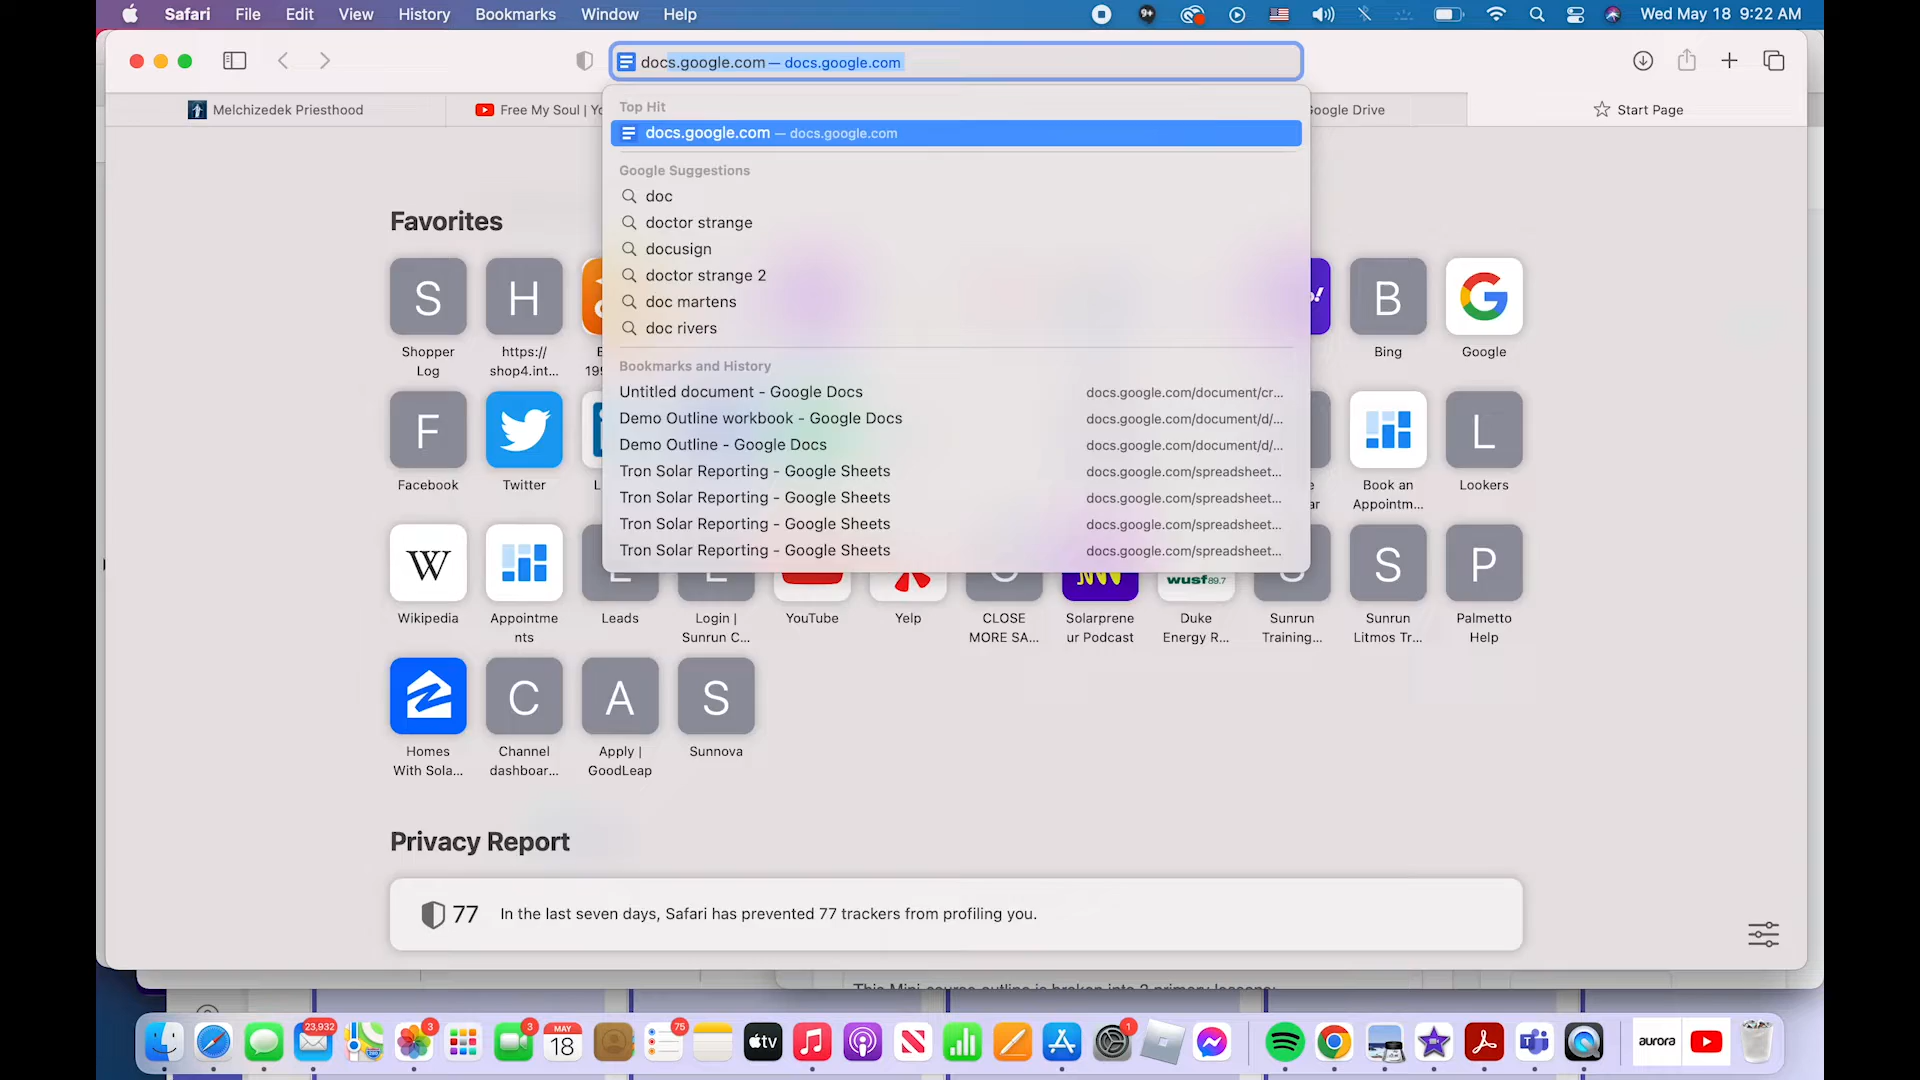 Safari File Edit View History Bookmarks Window Help 9+ Wed May 18 9:22 AM
docs.google.com — docs.google.com
Melchizedek Priesthood
Free My Soul | Yo
Google Drive
Start Page
Top Hit
docs.google.com — docs.google.com
Google Suggestions
doc
doctor strange
docusign
doctor strange 2
doc martens
doc rivers
Bookmarks and History
Untitled document - Google Docs docs.google.com/document/cr...
Demo Outline workbook - Google Docs docs.google.com/document/d/...
Demo Outline - Google Docs docs.google.com/document/d/...
Tron Solar Reporting - Google Sheets docs.google.com/spreadsheet...
Tron Solar Reporting - Google Sheets docs.google.com/spreadsheet...
Tron Solar Reporting - Google Sheets docs.google.com/spreadsheet...
Tron Solar Reporting - Google Sheets docs.google.com/spreadsheet...
Favorites
S H B
Shopper
Log
https://
shop4.int...
Bing
Google
F L
Facebook
Twitter
Book an
Appointm...
Lookers
W wusf 89.7 S P
Wikipedia
Appointme
nts
Leads
Login |
Sunrun C...
YouTube
Yelp
CLOSE
MORE SA...
Solarprene
ur Podcast
Duke
Energy R...
Sunrun
Training...
Sunrun
Litmos Tr...
Palmetto
Help
C A S
Homes
With Sola...
Channel
dashboar...
Apply |
GoodLeap
Sunnova
Privacy Report
77 In the last seven days, Safari has prevented 77 trackers from profiling you.
23,932 3 3 MAY 18 75 tv 1 aurora